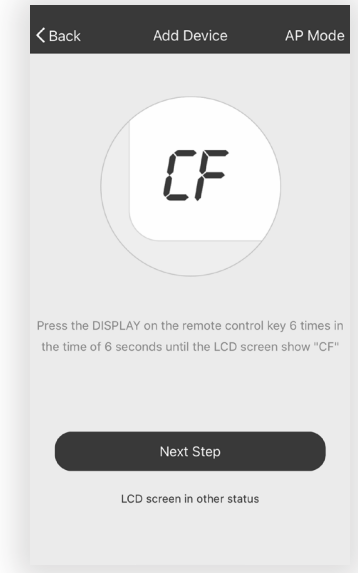 Back Add Device AP Mode
CF
Press the DISPLAY on the remote control key 6 times in
the time of 6 seconds until the LCD screen show "CF"
Next Step
LCD screen in other status